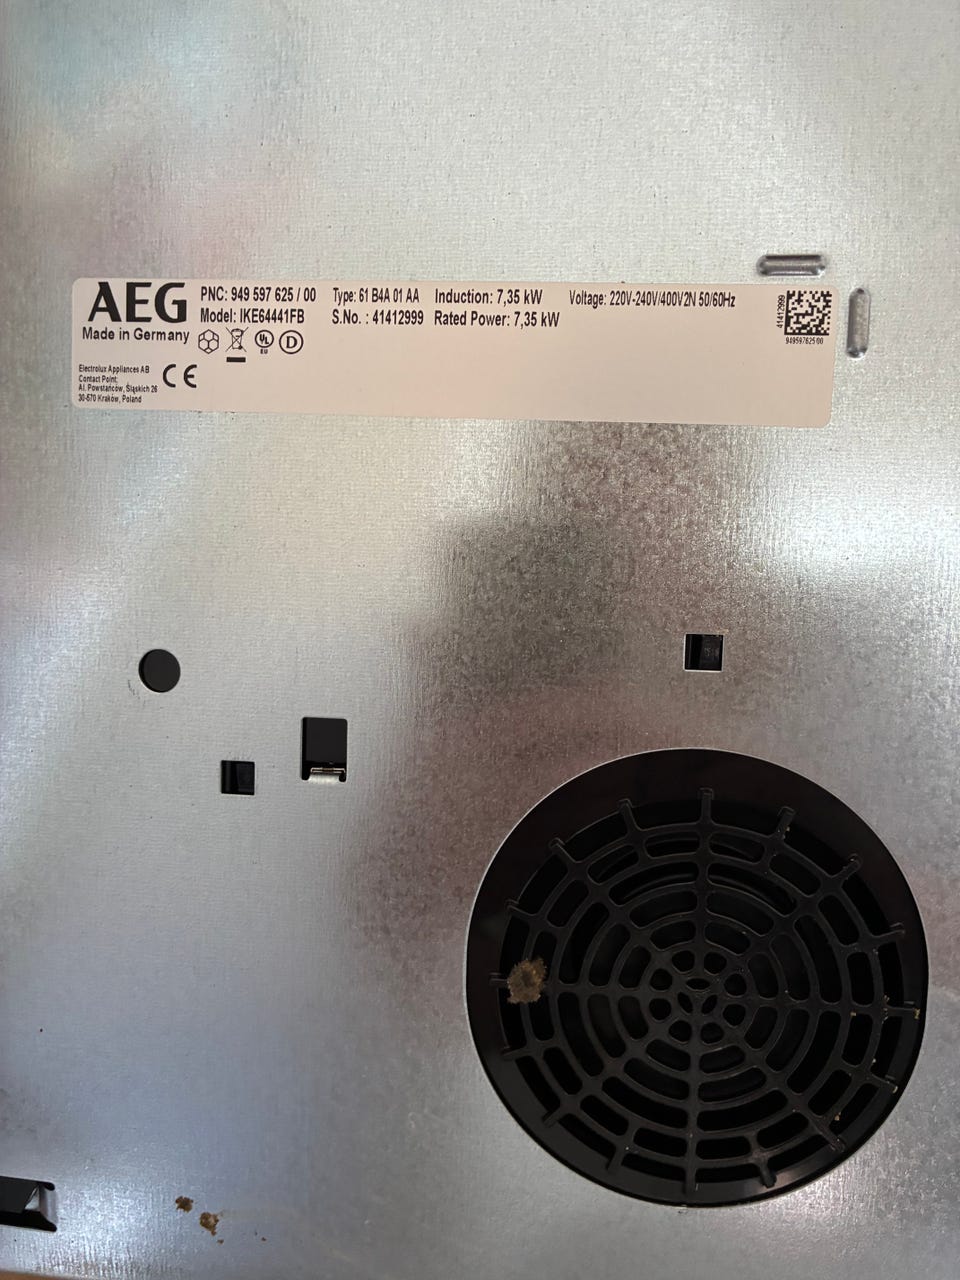 AEG
Made in Germany
PNC: 949 597 625 / 00
Model: IKE64441FB
Type: 61 B4A 01 AA
S.No. : 41412999
Induction: 7,35 kW
Rated Power: 7,35 kW
Voltage: 220V-240V/400V2N 50/60Hz
UL
EU
D
Electrolux Appliances AB
Contact Point:
Al. Powstańców, Śląskich 26
30-570 Kraków, Poland
CE
41412999
949597625 00